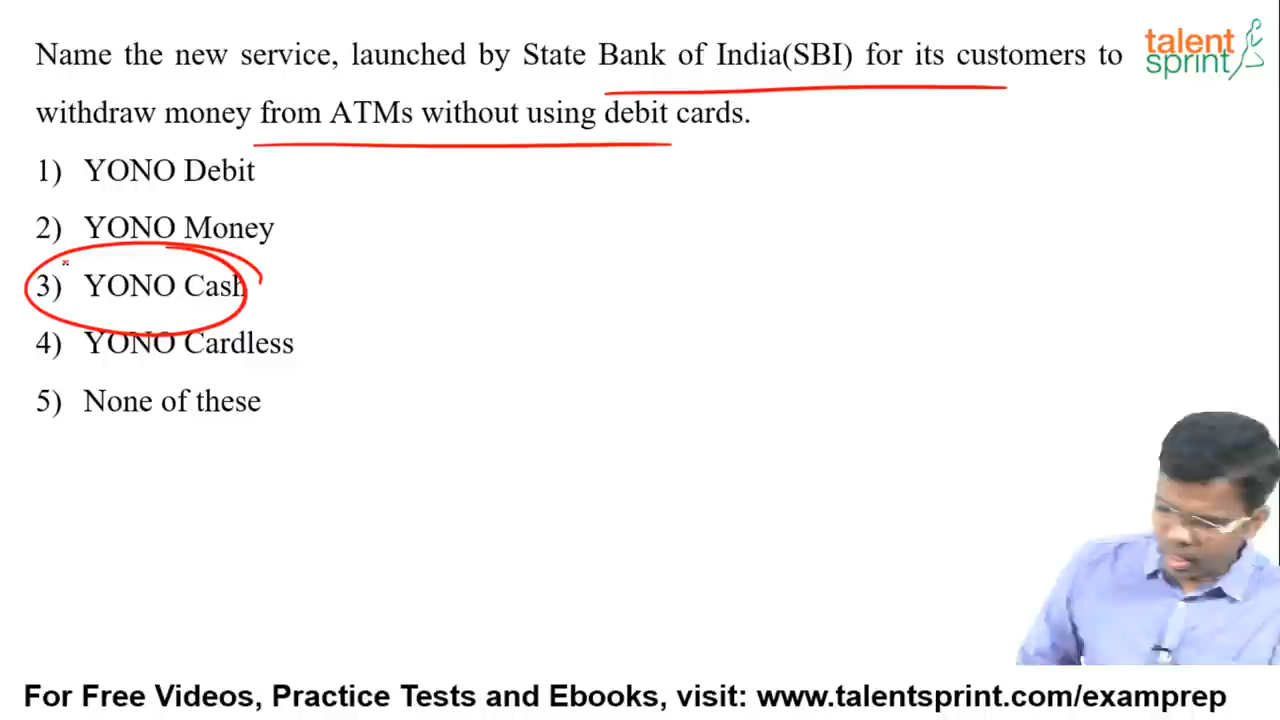 Name the new service, launched by State Bank of India(SBI) for its customers to
withdraw money from ATMs without using debit cards.
1) YONO Debit
2) YONO Money
3) YONO Cash
4) YONO Cardless
5) None of these
talent
sprint
For Free Videos, Practice Tests and Ebooks, visit: www.talentsprint.com/examprep